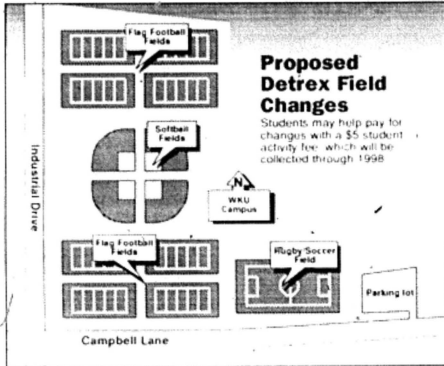 Flag Football
Fields
Proposed
Detrex Field
Changes
Students may help pay for
changes with a $5 student
activity fee which will be
collected through 1998
Softball
Fields
Industrial Drive
N
WKU
Campus
Flag Football
Fields
Rugby/Soccer
Field
Parking lot
Campbell Lane